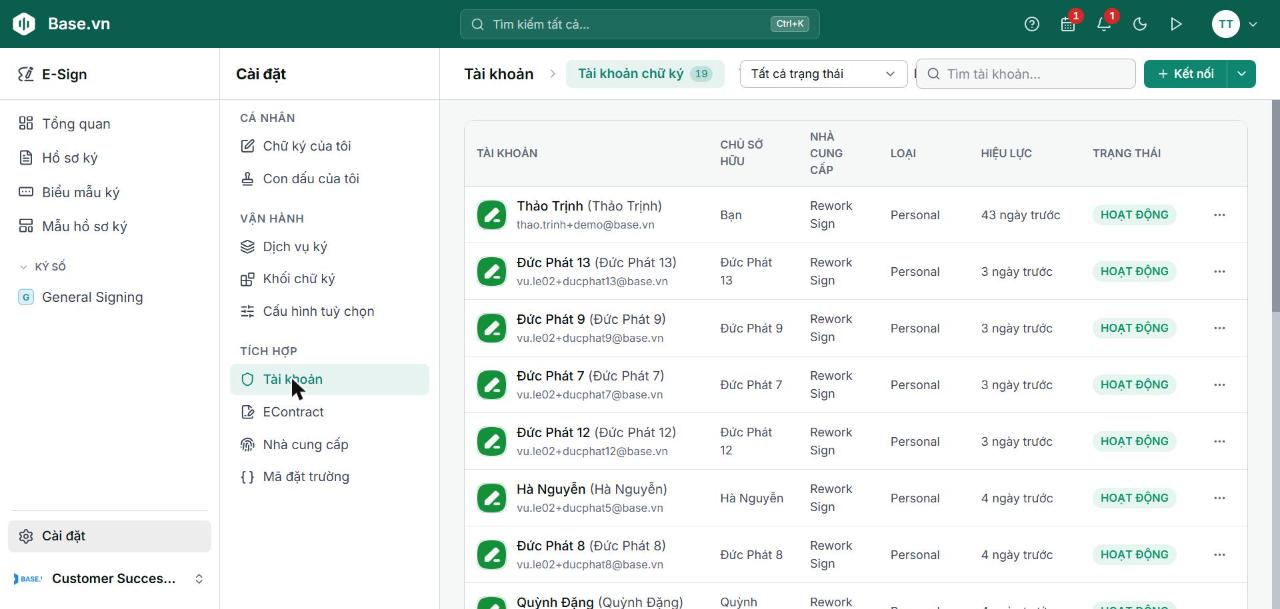 Base.vn
Tìm kiếm tất cả...
Ctrl+K
1
1
TT
E-Sign
Tổng quan
Hồ sơ ký
Biểu mẫu ký
Mẫu hồ sơ ký
KÝ SỐ
G General Signing
Cài đặt
BASE.V Customer Succes...
Cài đặt
CÁ NHÂN
Chữ ký của tôi
Con dấu của tôi
VẬN HÀNH
Dịch vụ ký
Khối chữ ký
Cấu hình tuỳ chọn
TÍCH HỢP
Tài khoản
EContract
Nhà cung cấp
Mã đặt trường
Tài khoản
Tài khoản chữ ký 19
Tất cả trạng thái
Tìm tài khoản...
+ Kết nối
TÀI KHOẢN
CHỦ SỞ
HỮU
NHÀ
CUNG
CẤP
LOẠI
HIỆU LỰC
TRẠNG THÁI
Thảo Trịnh (Thảo Trịnh)
thao.trinh+demo@base.vn
Bạn
Rework
Sign
Personal
43 ngày trước
HOẠT ĐỘNG
Đức Phát 13 (Đức Phát 13)
vu.le02+ducphat13@base.vn
Đức Phát
13
Rework
Sign
Personal
3 ngày trước
HOẠT ĐỘNG
Đức Phát 9 (Đức Phát 9)
vu.le02+ducphat9@base.vn
Đức Phát 9
Rework
Sign
Personal
3 ngày trước
HOẠT ĐỘNG
Đức Phát 7 (Đức Phát 7)
vu.le02+ducphat7@base.vn
Đức Phát 7
Rework
Sign
Personal
3 ngày trước
HOẠT ĐỘNG
Đức Phát 12 (Đức Phát 12)
vu.le02+ducphat12@base.vn
Đức Phát
12
Rework
Sign
Personal
3 ngày trước
HOẠT ĐỘNG
Hà Nguyễn (Hà Nguyễn)
vu.le02+ducphat5@base.vn
Hà Nguyễn
Rework
Sign
Personal
4 ngày trước
HOẠT ĐỘNG
Đức Phát 8 (Đức Phát 8)
vu.le02+ducphat8@base.vn
Đức Phát 8
Rework
Sign
Personal
4 ngày trước
HOẠT ĐỘNG
Quỳnh Đặng (Quỳnh Đặng)
Quỳnh
Rework